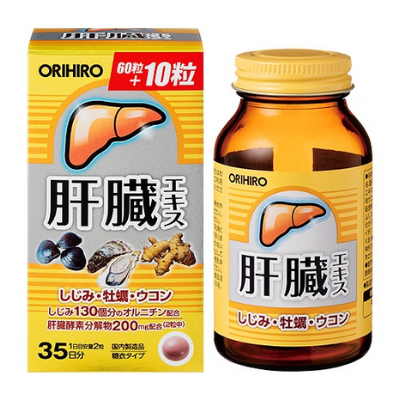 ORIHIRO
60粒
+10粒
肝臓エキス
しじみ・牡蠣・ウコン
しじみ130個分のオルニチン配合
肝臓酵素分解物200mg配合(2粒中)
35日分
1日目安量2粒
国内製造品
糖衣タイプ
ORIHIRO
肝臓エキス
しじみ・牡蠣・ウコン